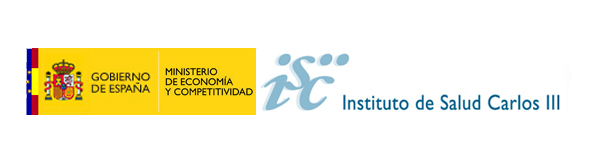 GOBIERNO
DE ESPAÑA
MINISTERIO
DE ECONOMÍA
Y COMPETITIVIDAD
isc
Instituto de Salud Carlos III